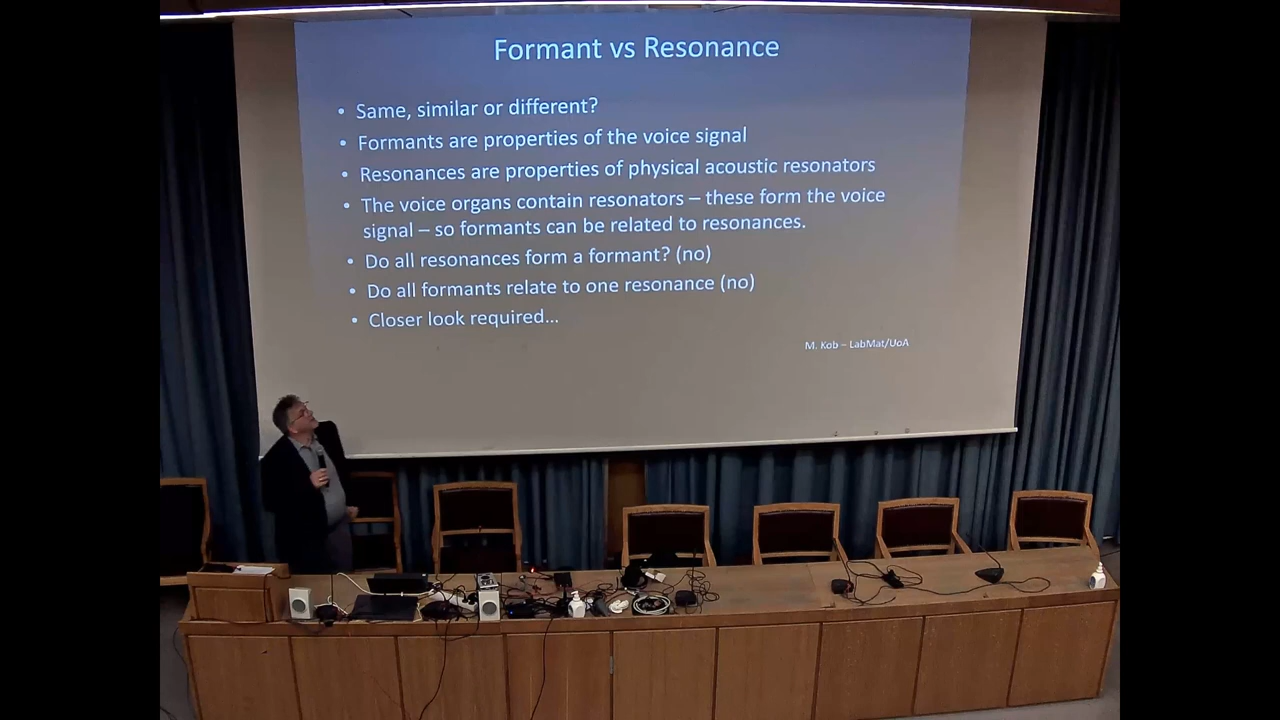 Formant vs Resonance
• Same, similar or different?
• Formants are properties of the voice signal
• Resonances are properties of physical acoustic resonators
• The voice organs contain resonators – these form the voice
signal – so formants can be related to resonances.
• Do all resonances form a formant? (no)
• Do all formants relate to one resonance (no)
• Closer look required…
M. Kob – LabMat/UoA